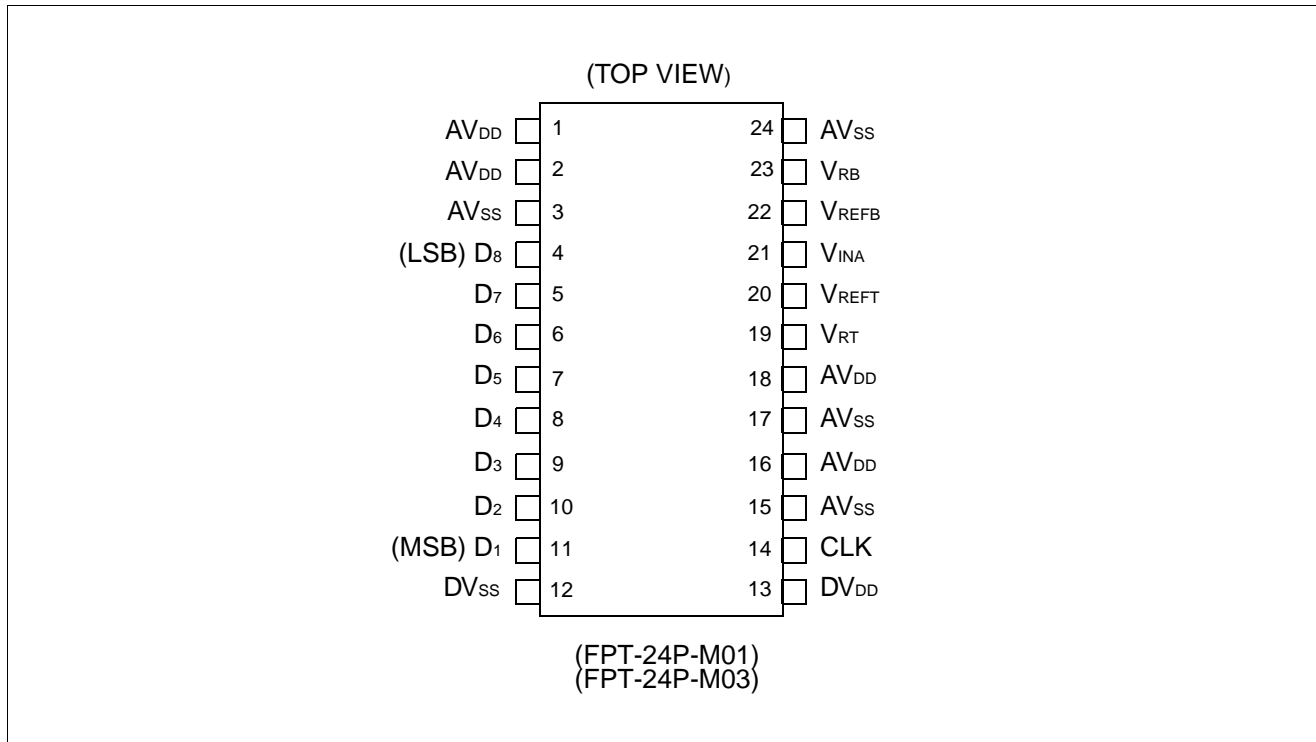 (TOP VIEW)
AVDD 1 24 AVSS
AVDD 2 23 VRB
AVSS 3 22 VREFB
(LSB) D8 4 21 VINA
D7 5 20 VREFT
D6 6 19 VRT
D5 7 18 AVDD
D4 8 17 AVSS
D3 9 16 AVDD
D2 10 15 AVSS
(MSB) D1 11 14 CLK
DVSS 12 13 DVDD
(FPT-24P-M01)
(FPT-24P-M03)